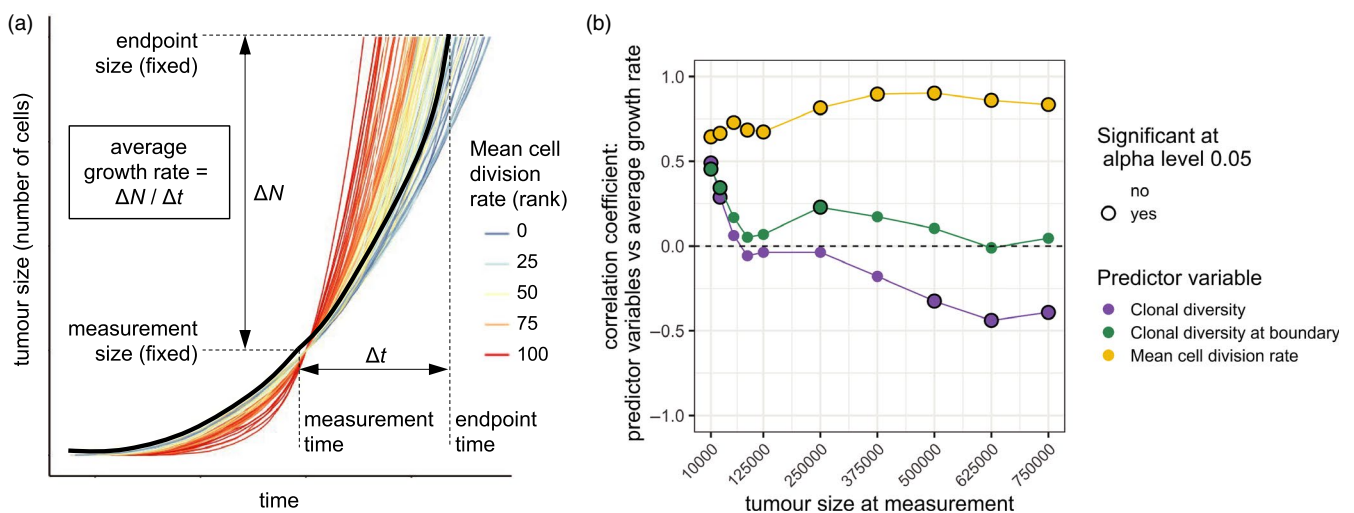 (a)
tumour size (number of cells)
endpoint
size (fixed)
average
growth rate =
ΔN / Δt
ΔN
measurement
size (fixed)
Δt
measurement
time
endpoint
time
time
Mean cell
division
rate (rank)
0
25
50
75
100
(b)
correlation coefficient:
predictor variables vs average growth rate
1.0
0.5
0.0
−0.5
−1.0
10000
125000
250000
375000
500000
625000
750000
tumour size at measurement
Significant at
alpha level 0.05
no
yes
Predictor variable
Clonal diversity
Clonal diversity at boundary
Mean cell division rate